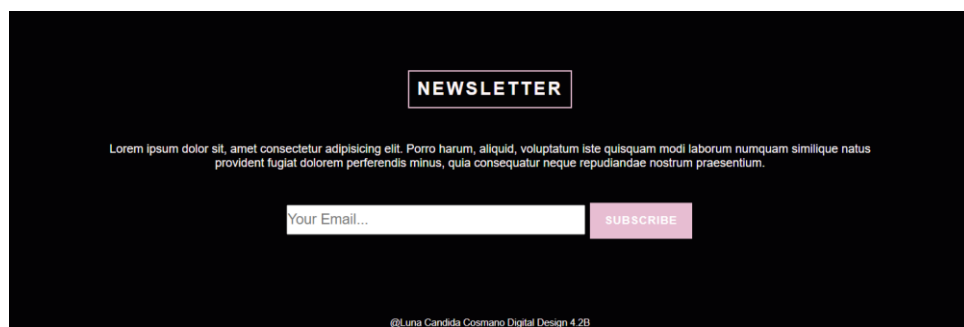 NEWSLETTER
Lorem ipsum dolor sit, amet consectetur adipisicing elit. Porro harum, aliquid, voluptatum iste quisquam modi laborum numquam similique natus
provident fugiat dolorem perferendis minus, quia consequatur neque repudiandae nostrum praesentium.
Your Email... SUBSCRIBE
@Luna Candida Cosmano Digital Design 4.2B